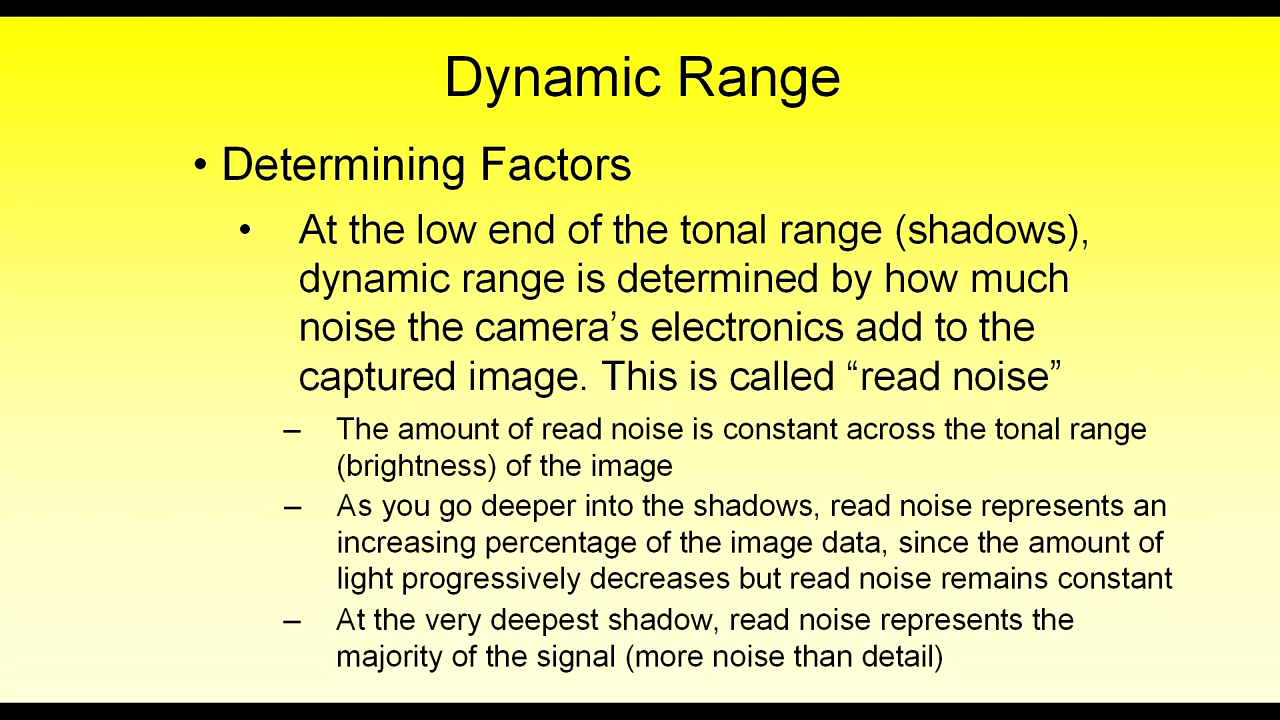 Dynamic Range
• Determining Factors
• At the low end of the tonal range (shadows),
dynamic range is determined by how much
noise the camera’s electronics add to the
captured image. This is called “read noise”
– The amount of read noise is constant across the tonal range
(brightness) of the image
– As you go deeper into the shadows, read noise represents an
increasing percentage of the image data, since the amount of
light progressively decreases but read noise remains constant
– At the very deepest shadow, read noise represents the
majority of the signal (more noise than detail)